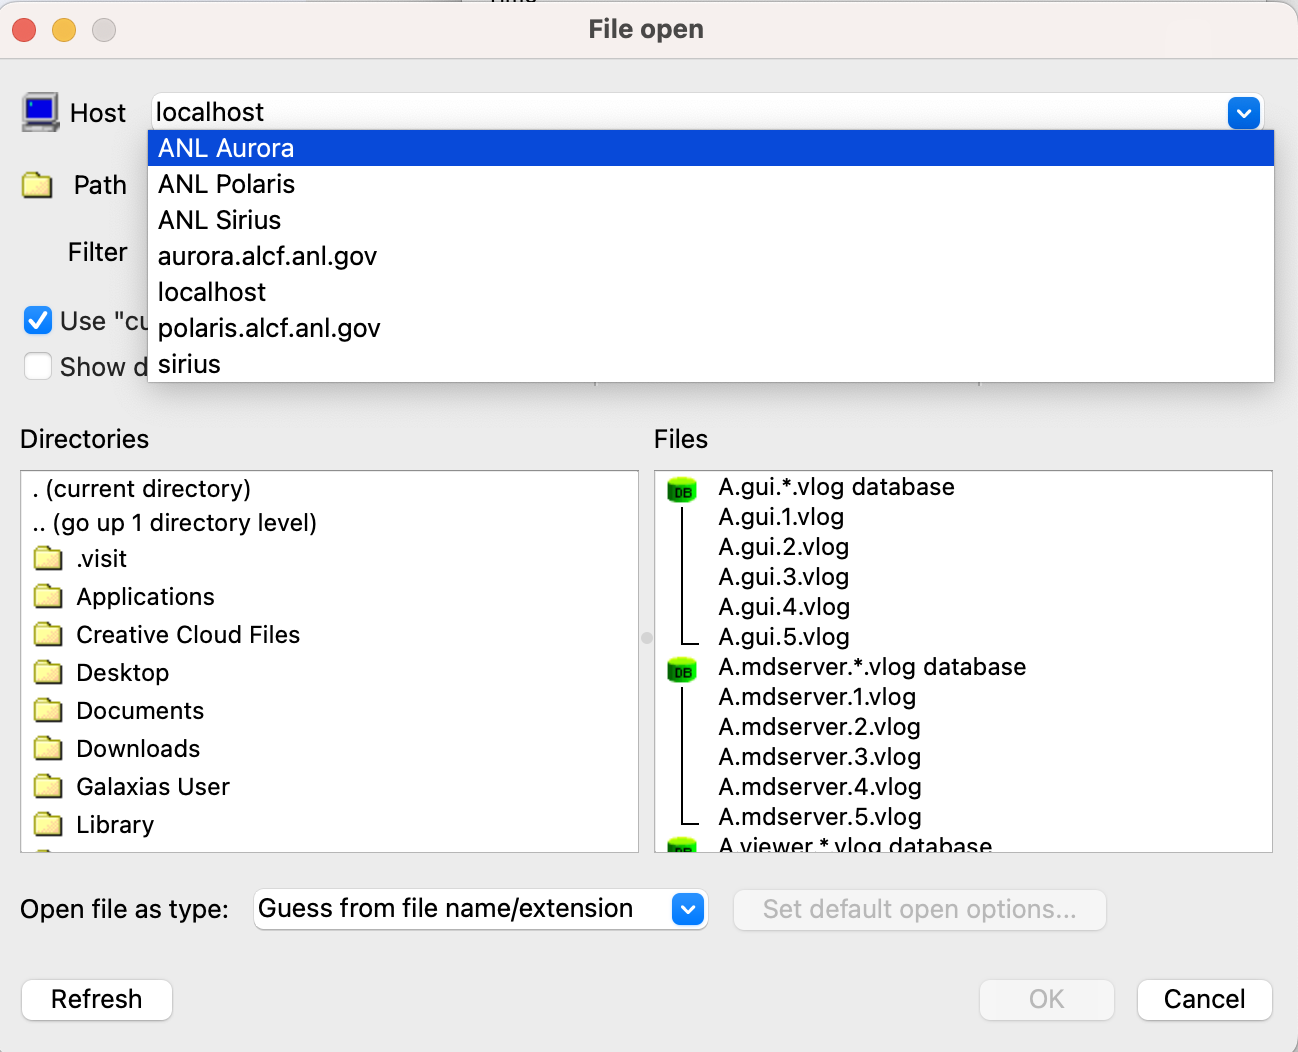 File open
Host localhost
ANL Aurora
Path
ANL Polaris
ANL Sirius
Filter
aurora.alcf.anl.gov
localhost
Use "cu
polaris.alcf.anl.gov
Show d
sirius
Directories
. (current directory)
.. (go up 1 directory level)
.visit
Applications
Creative Cloud Files
Desktop
Documents
Downloads
Galaxias User
Library
Files
DB A.gui.*.vlog database
A.gui.1.vlog
A.gui.2.vlog
A.gui.3.vlog
A.gui.4.vlog
A.gui.5.vlog
DB A.mdserver.*.vlog database
A.mdserver.1.vlog
A.mdserver.2.vlog
A.mdserver.3.vlog
A.mdserver.4.vlog
A.mdserver.5.vlog
DB A.viewer.*.vlog database
Open file as type: Guess from file name/extension Set default open options...
Refresh OK Cancel